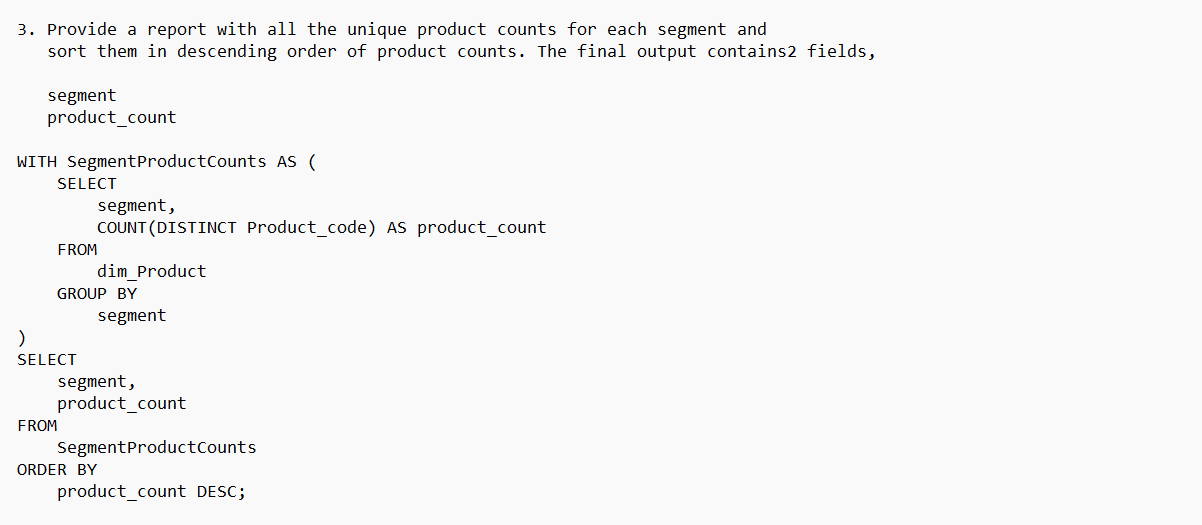 3. Provide a report with all the unique product counts for each segment and
   sort them in descending order of product counts. The final output contains2 fields,
   segment
   product_count
WITH SegmentProductCounts AS (
    SELECT
        segment,
        COUNT(DISTINCT Product_code) AS product_count
    FROM
        dim_Product
    GROUP BY
        segment
)
SELECT
    segment,
    product_count
FROM
    SegmentProductCounts
ORDER BY
    product_count DESC;